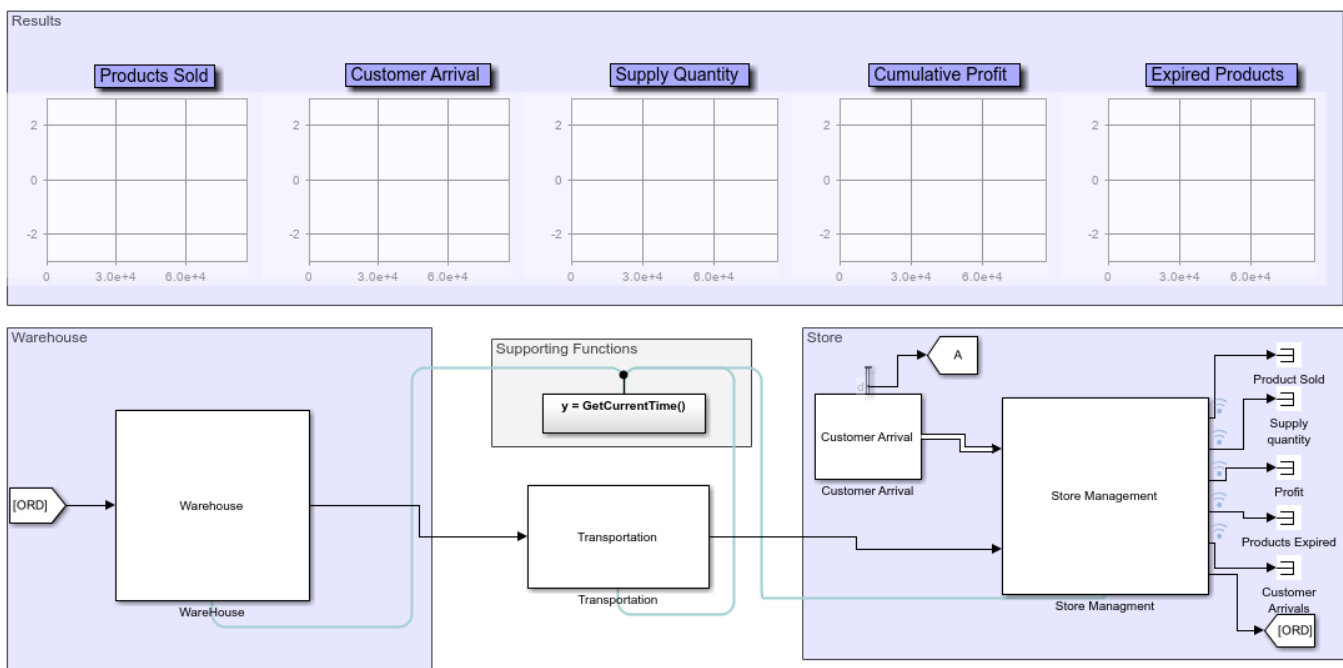 Results
Products Sold
Customer Arrival
Supply Quantity
Cumulative Profit
Expired Products
2
0
-2
0
3.0e+4
6.0e+4
2
0
-2
0
3.0e+4
6.0e+4
2
0
-2
0
3.0e+4
6.0e+4
2
0
-2
0
3.0e+4
6.0e+4
2
0
-2
0
3.0e+4
6.0e+4
Warehouse
[ORD]
Warehouse
WareHouse
Supporting Functions
y = GetCurrentTime()
Transportation
Transportation
Store
A
d
Customer Arrival
Customer Arrival
Store Management
Store Managment
Product Sold
Supply
quantity
Profit
Products Expired
Customer
Arrivals
[ORD]